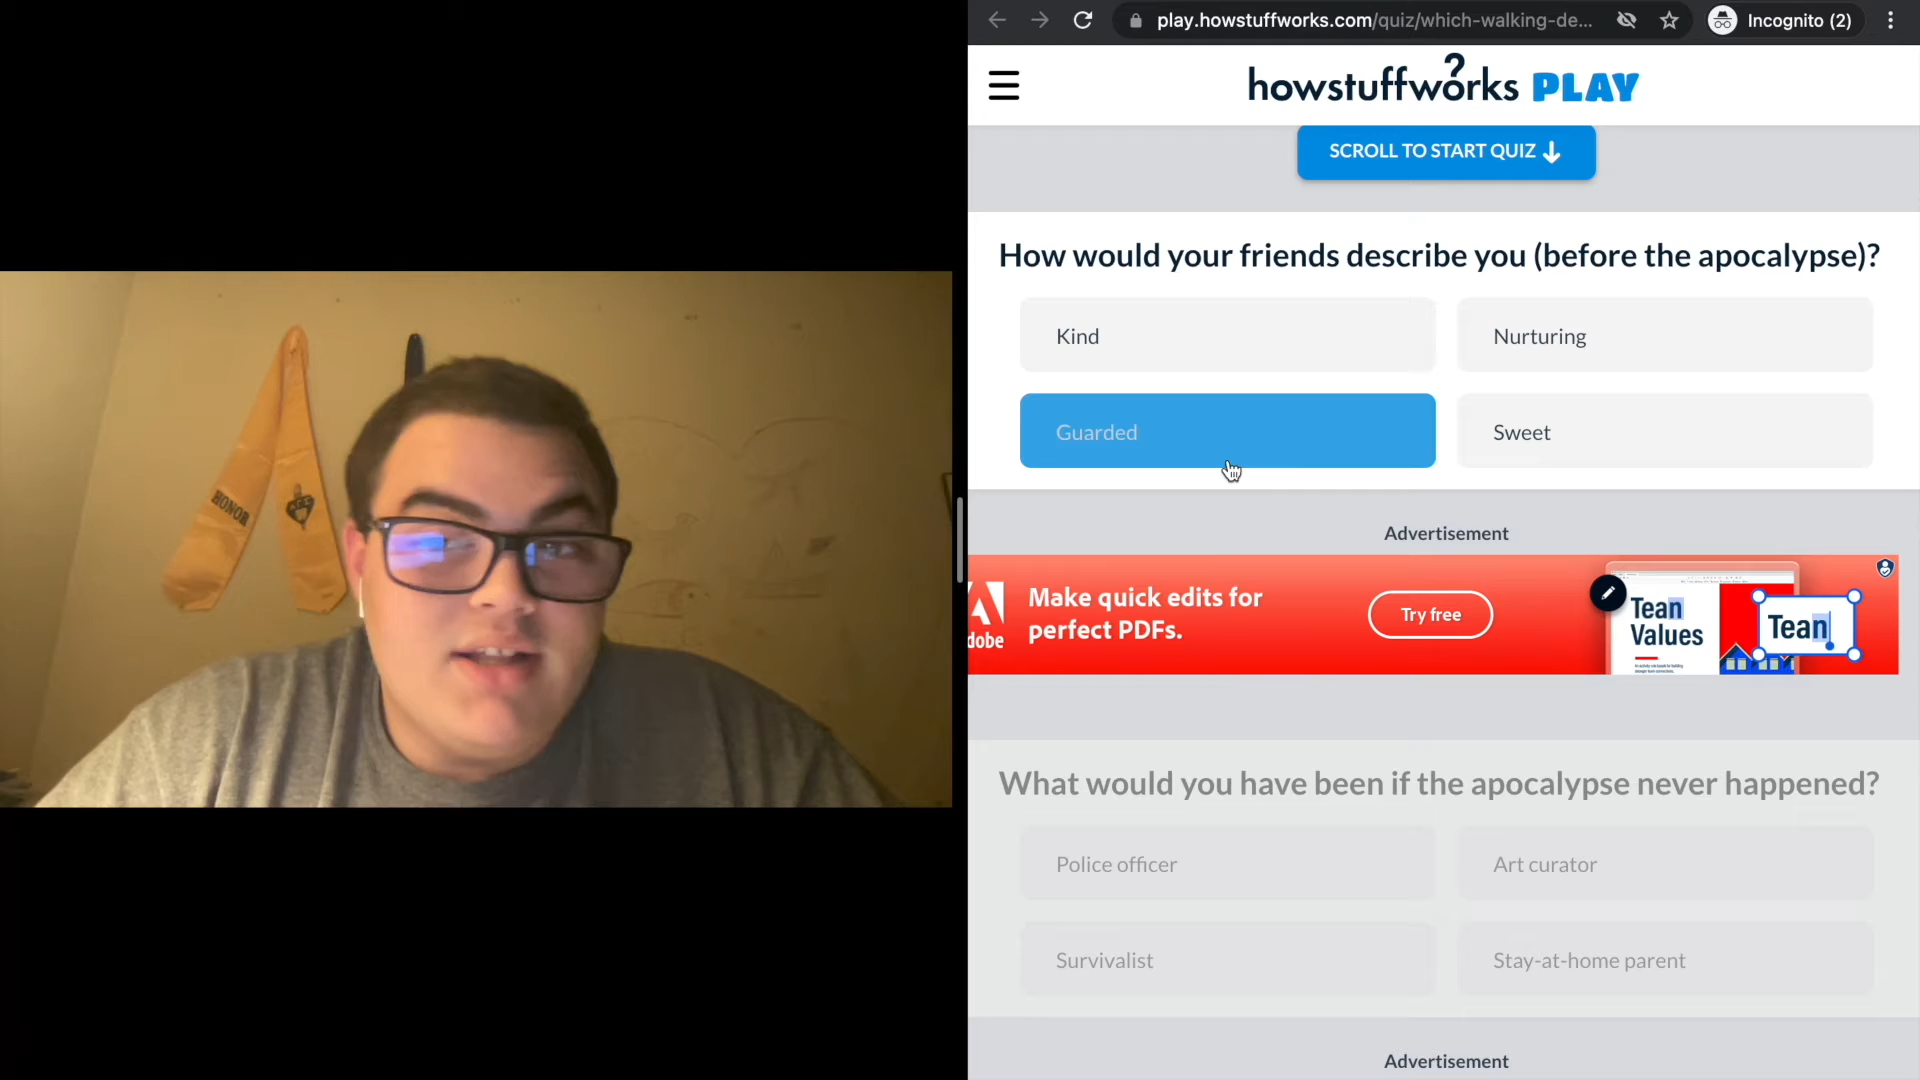 play.howstuffworks.com/quiz/which-walking-de...
Incognito (2)
howstuffworks PLAY
SCROLL TO START QUIZ
How would your friends describe you (before the apocalypse)?
Kind
Nurturing
Guarded
Sweet
HONOR
Advertisement
Make quick edits for
perfect PDFs.
Try free
dobe
Tean
Values
Tean
What would you have been if the apocalypse never happened?
Police officer
Art curator
Survivalist
Stay-at-home parent
Advertisement